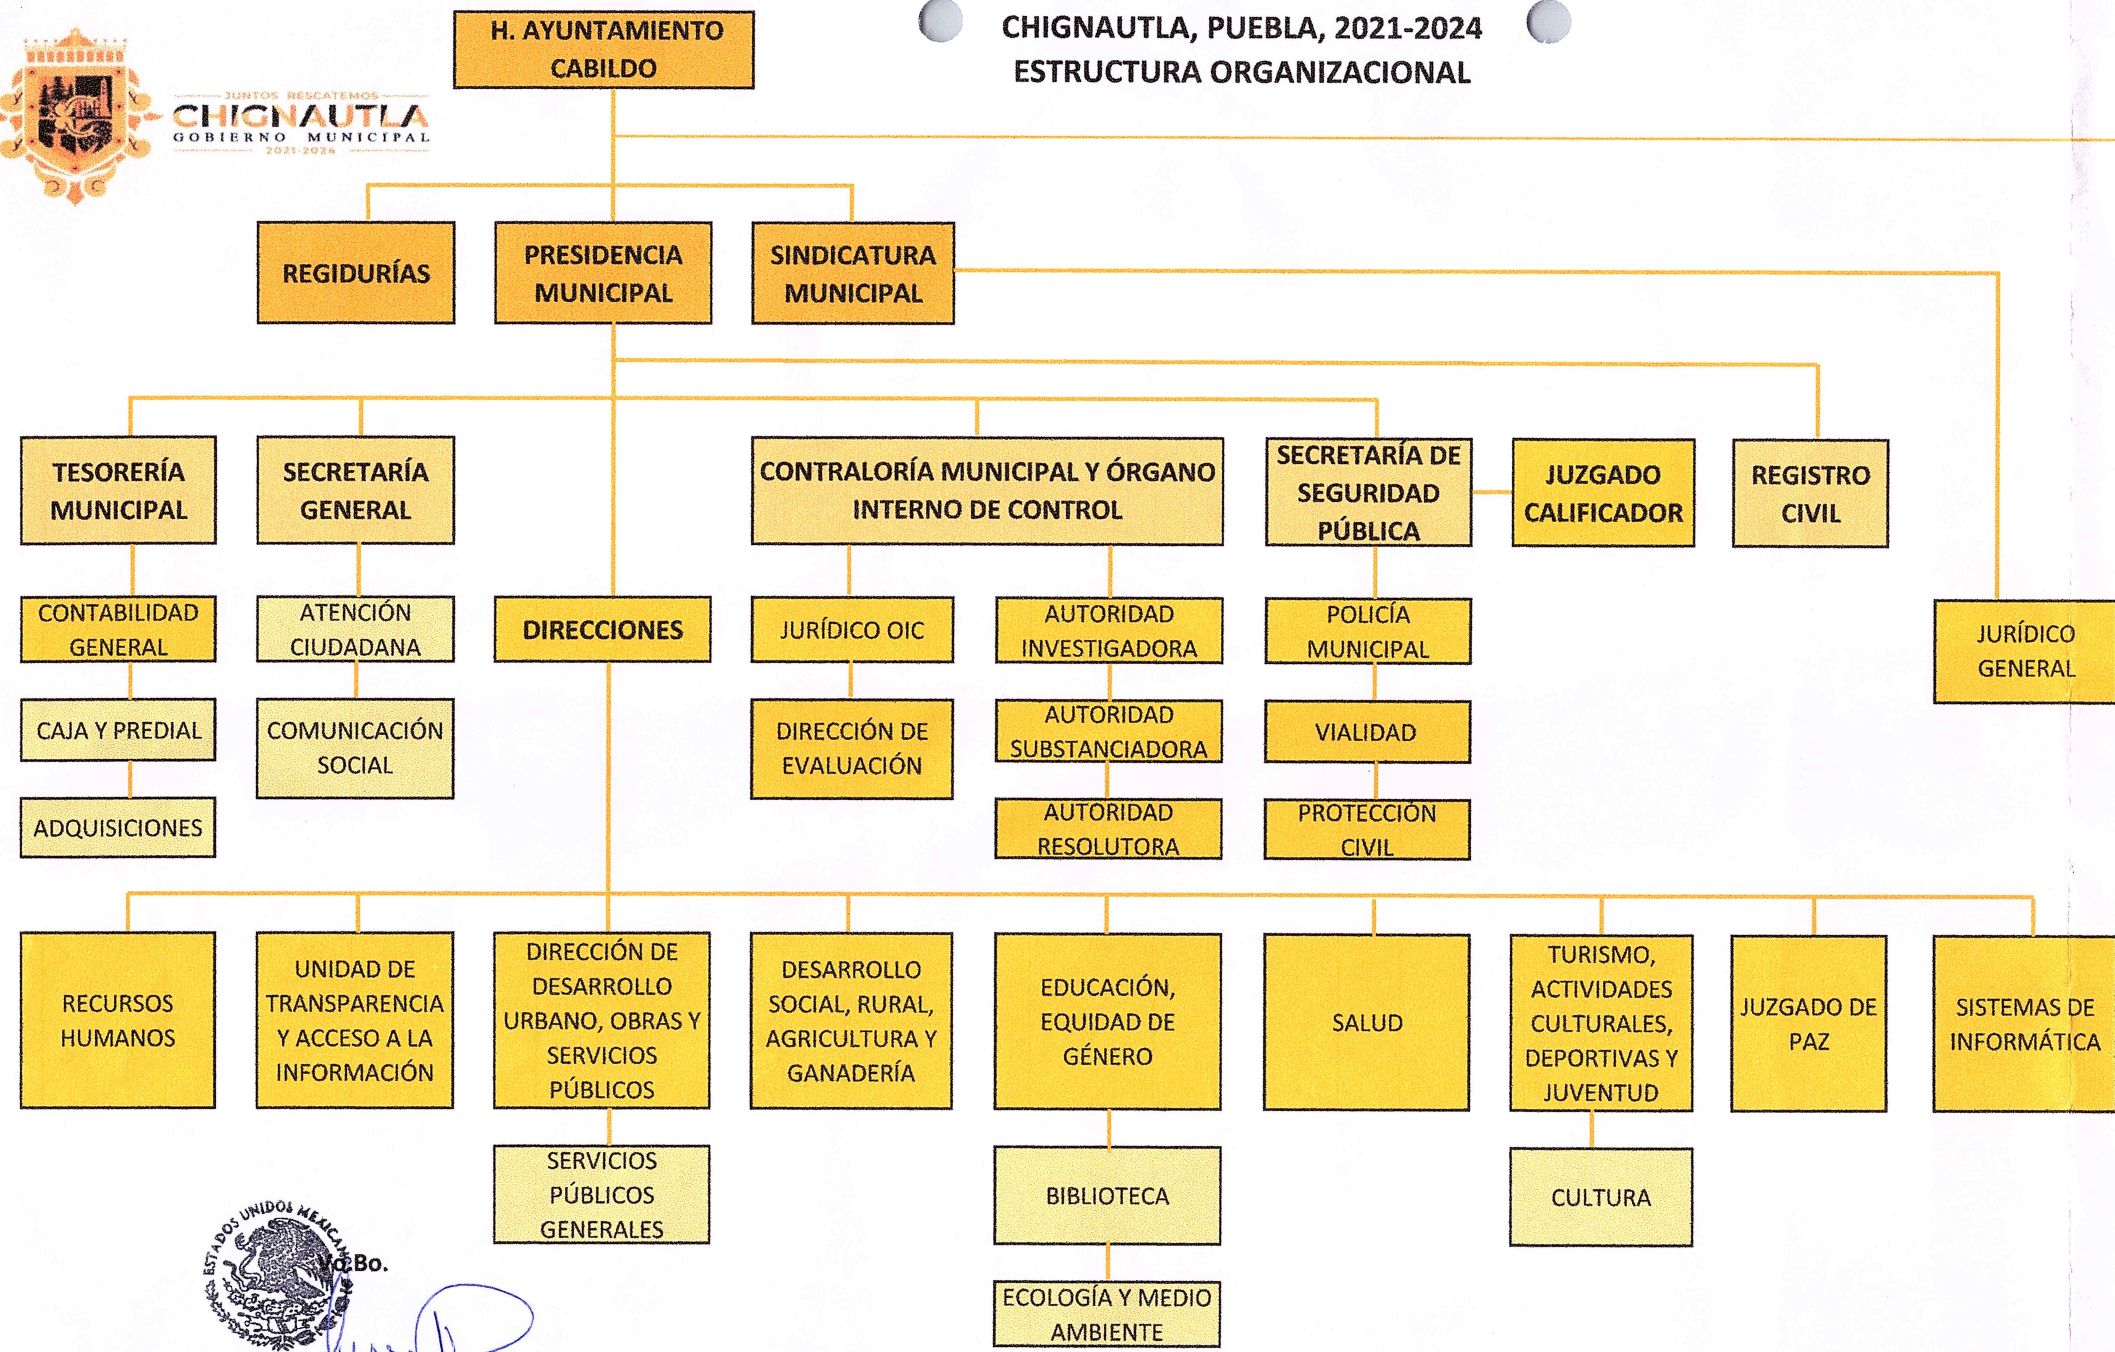 H. AYUNTAMIENTO
CABILDO
CHIGNAUTLA, PUEBLA, 2021-2024
ESTRUCTURA ORGANIZACIONAL
JUNTOS RESCATEMOS
CHIGNAUTLA
GOBIERNO MUNICIPAL
2021-2024
REGIDURÍAS
PRESIDENCIA
MUNICIPAL
SINDICATURA
MUNICIPAL
TESORERÍA
MUNICIPAL
SECRETARÍA
GENERAL
CONTRALORÍA MUNICIPAL Y ÓRGANO
INTERNO DE CONTROL
SECRETARÍA DE
SEGURIDAD
PÚBLICA
JUZGADO
CALIFICADOR
REGISTRO
CIVIL
CONTABILIDAD
GENERAL
ATENCIÓN
CIUDADANA
DIRECCIONES
JURÍDICO OIC
AUTORIDAD
INVESTIGADORA
POLICÍA
MUNICIPAL
JURÍDICO
GENERAL
CAJA Y PREDIAL
COMUNICACIÓN
SOCIAL
DIRECCIÓN DE
EVALUACIÓN
AUTORIDAD
SUBSTANCIADORA
VIALIDAD
ADQUISICIONES
AUTORIDAD
RESOLUTORA
PROTECCIÓN
CIVIL
RECURSOS
HUMANOS
UNIDAD DE
TRANSPARENCIA
Y ACCESO A LA
INFORMACIÓN
DIRECCIÓN DE
DESARROLLO
URBANO, OBRAS Y
SERVICIOS
PÚBLICOS
DESARROLLO
SOCIAL, RURAL,
AGRICULTURA Y
GANADERÍA
EDUCACIÓN,
EQUIDAD DE
GÉNERO
SALUD
TURISMO,
ACTIVIDADES
CULTURALES,
DEPORTIVAS Y
JUVENTUD
JUZGADO DE
PAZ
SISTEMAS DE
INFORMÁTICA
SERVICIOS
PÚBLICOS
GENERALES
BIBLIOTECA
CULTURA
ECOLOGÍA Y MEDIO
AMBIENTE
ESTADOS UNIDOS MEXICANOS
Vo.Bo.